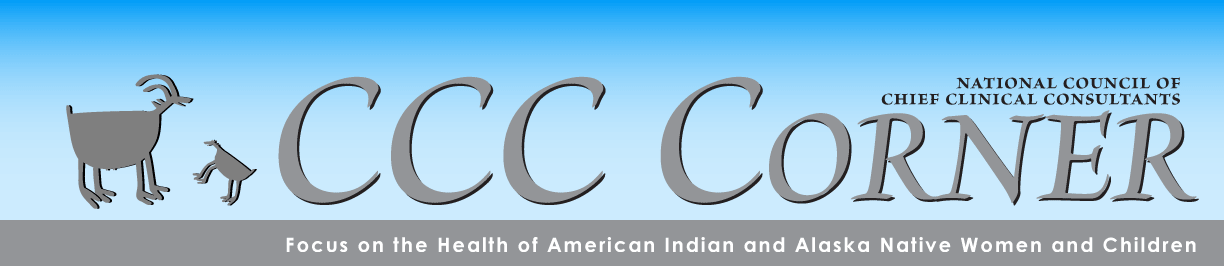 NATIONAL COUNCIL OF
CHIEF CLINICAL CONSULTANTS
CCC CORNER
Focus on the Health of American Indian and Alaska Native Women and Children